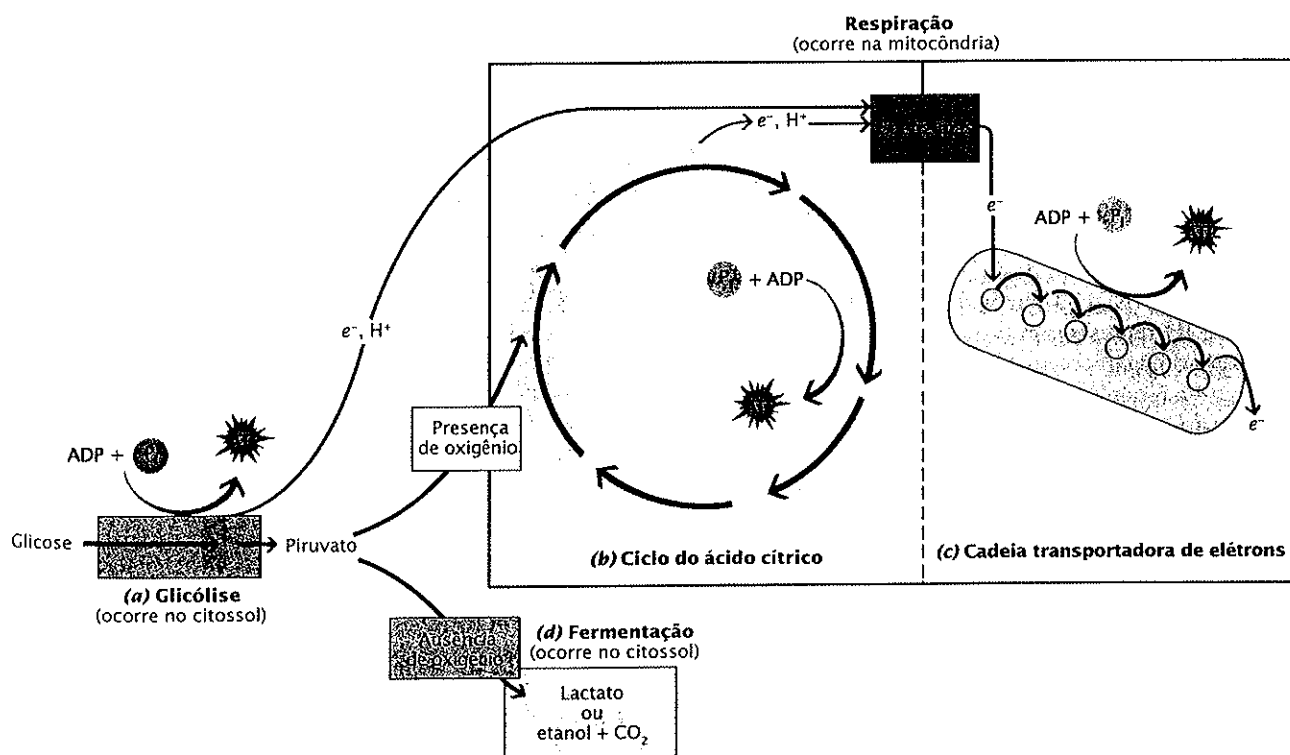 Respiração
(ocorre na mitocôndria)
e⁻, H⁺
e⁻
ADP + Pᵢ
Pᵢ + ADP
e⁻, H⁺
e⁻
Presença
de oxigênio
ADP + Pᵢ
Glicose
Piruvato
(b) Ciclo do ácido cítrico
(c) Cadeia transportadora de elétrons
(a) Glicólise
(ocorre no citossol)
Ausência
de oxigênio
(d) Fermentação
(ocorre no citossol)
Lactato
ou
etanol + CO₂